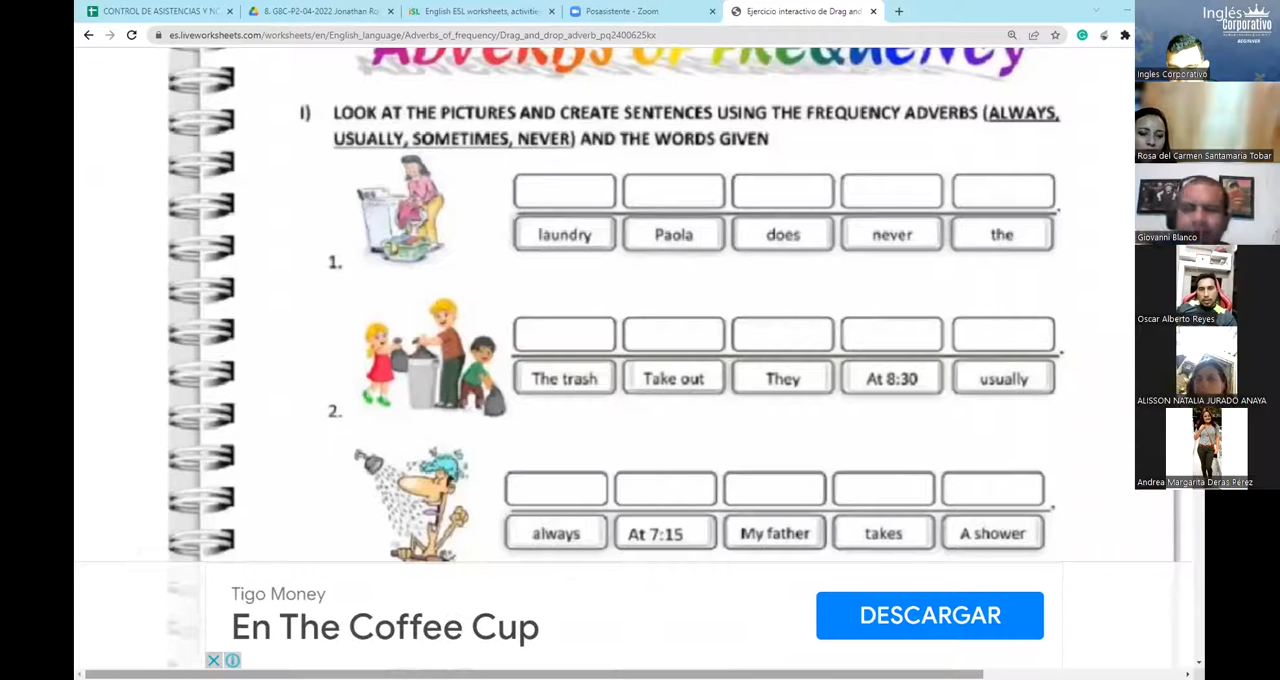 CONTROL DE ASISTENCIAS Y NO
8. G8C-P2-04-2022 Jonathan Ro
English ESL worksheets, activitie
Posasistente - Zoom
Ejercicio interactivo de Drag and
es.liveworksheets.com/worksheets/en/English_language/Adverbs_of_frequency/Drag_and_drop_adverb_pq2400625kx
ADVERBS OF FREQUENCY
I) LOOK AT THE PICTURES AND CREATE SENTENCES USING THE FREQUENCY ADVERBS (ALWAYS,
USUALLY, SOMETIMES, NEVER) AND THE WORDS GIVEN
laundry Paola does never the
1.
The trash Take out They At 8:30 usually
2.
always At 7:15 My father takes A shower
Tigo Money
En The Coffee Cup
DESCARGAR
Inglés
Corporativo
BEGINNER
Ingles Corporativo
Rosa del Carmen Santamaria Tobar
Giovanni Blanco
Oscar Alberto Reyes
ALISSON NATALIA JURADO ANAYA
Andrea Margarita Deras Pérez